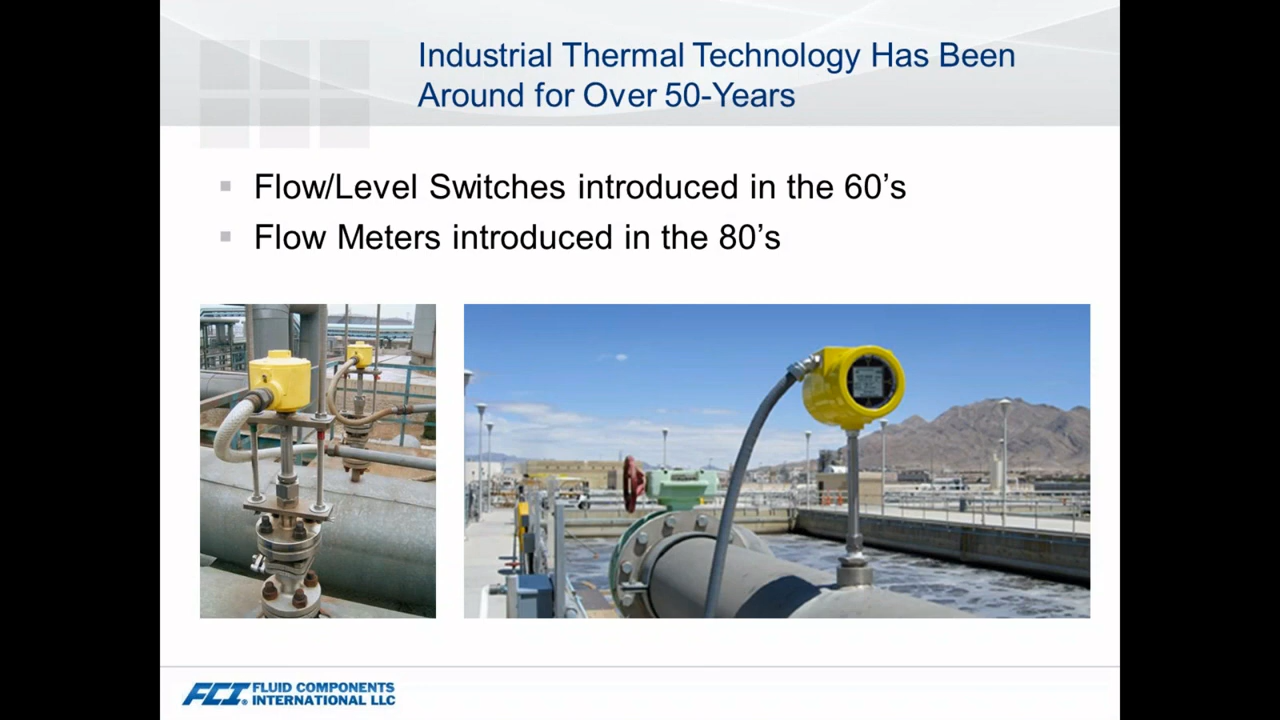 Industrial Thermal Technology Has Been
Around for Over 50-Years
Flow/Level Switches introduced in the 60’s
Flow Meters introduced in the 80’s
FCI® FLUID COMPONENTS
INTERNATIONAL LLC